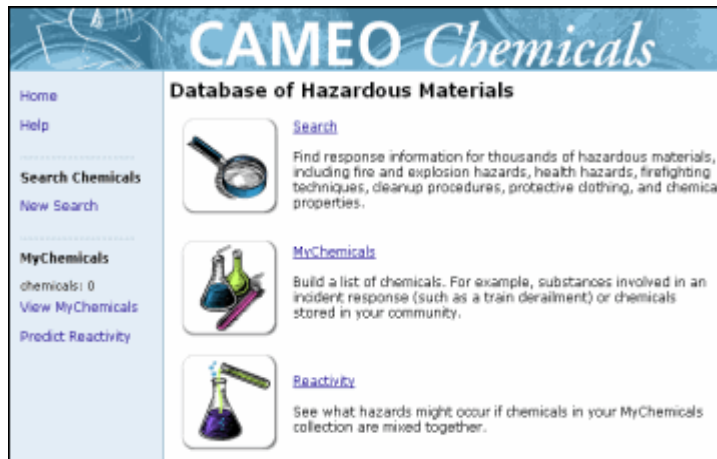 CAMEO Chemicals
Home
Help
Search Chemicals
New Search
MyChemicals
chemicals: 0
View MyChemicals
Predict Reactivity
Database of Hazardous Materials
Search
Find response information for thousands of hazardous materials,
including fire and explosion hazards, health hazards, firefighting
techniques, cleanup procedures, protective clothing, and chemica
properties.
MyChemicals
Build a list of chemicals. For example, substances involved in an
incident response (such as a train derailment) or chemicals
stored in your community.
Reactivity
See what hazards might occur if chemicals in your MyChemicals
collection are mixed together.